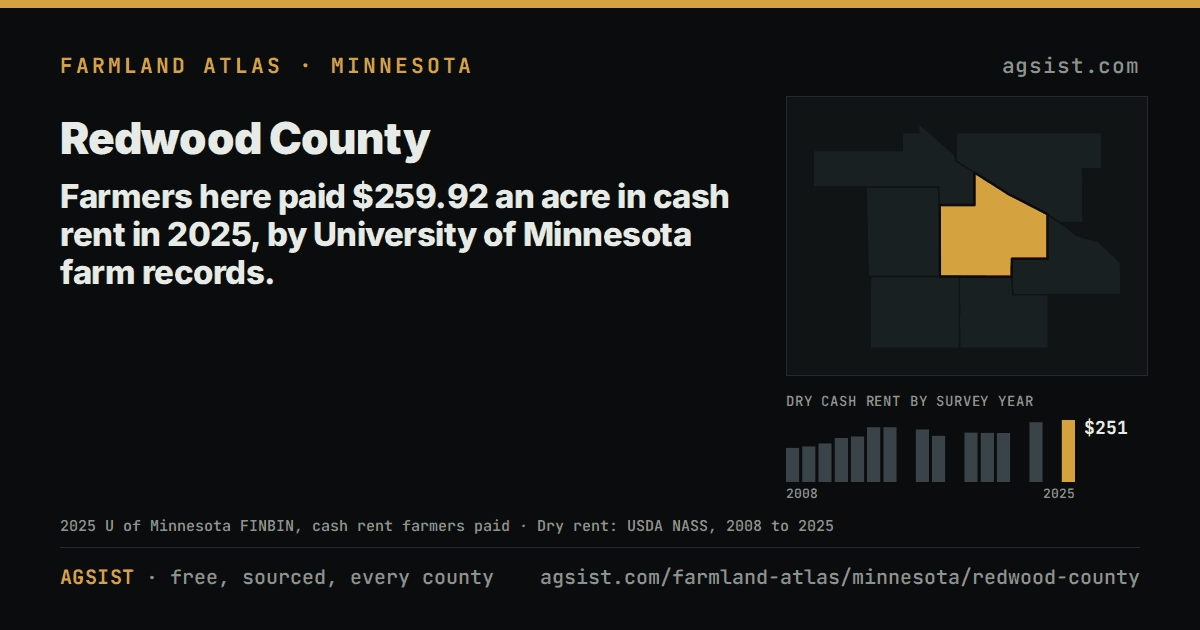 FARMLAND ATLAS · MINNESOTA
agsist.com
Redwood County
Farmers here paid $259.92 an acre in cash
rent in 2025, by University of Minnesota
farm records.
DRY CASH RENT BY SURVEY YEAR
$251
2008
2025
2025 U of Minnesota FINBIN, cash rent farmers paid · Dry rent: USDA NASS, 2008 to 2025
AGSIST · free, sourced, every county
agsist.com/farmland-atlas/minnesota/redwood-county